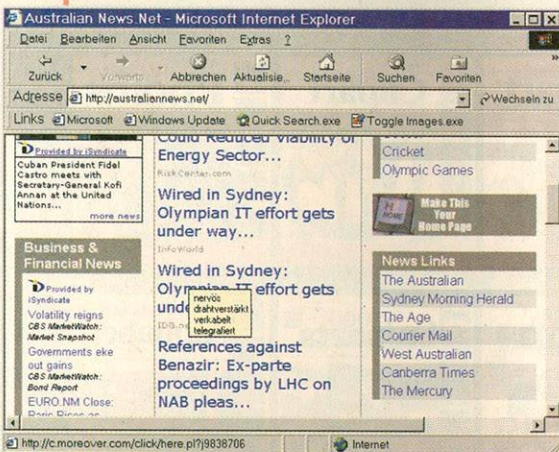 Australian News.Net - Microsoft Internet Explorer
Datei Bearbeiten Ansicht Favoriten Extras ?
Zurück Vorwärts Abbrechen Aktualisie... Startseite Suchen Favoriten
Adresse http://australiannews.net/ Wechseln zu
Links Microsoft Windows Update Quick Search.exe Toggle Images.exe
Provided by iSyndicate
Cuban President Fidel
Castro meets with
Secretary-General Kofi
Annan at the United
Nations...
more news
Business &
Financial News
Provided by
iSyndicate
Volatility reigns
CBS MarketWatch:
Market Snapshot
Governments eke
out gains
CBS MarketWatch:
Bond Report
EURO.NM Close:
Paris Rises as
Could Reduced Viability of
Energy Sector...
RiskCenter.com
Wired in Sydney:
Olympian IT effort gets
under way...
InfoWorld
Wired in Sydney:
Olympian IT effort gets
unde
IDG.ne
nervös
drahtverstärkt
verkabelt
telegrafiert
References against
Benazir: Ex-parte
proceedings by LHC on
NAB pleas...
Cricket
Olympic Games
HOME
Make This
Your
Home Page
News Links
The Australian
Sydney Morning Herald
The Age
Courier Mail
West Australian
Canberra Times
The Mercury
http://c.moreover.com/click/here.pl?j9838706 Internet